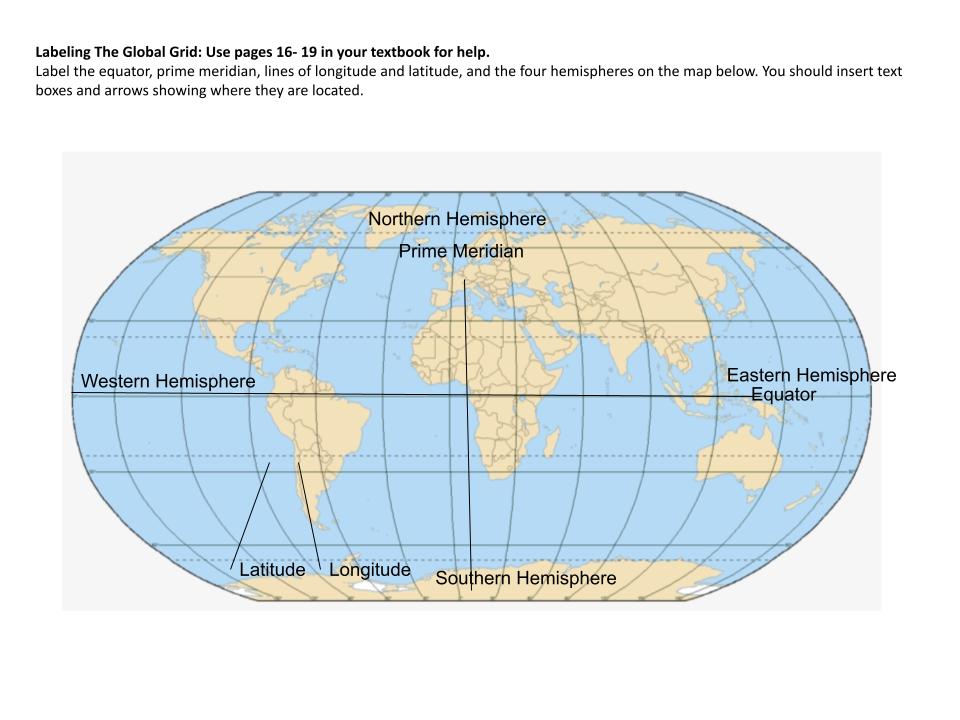 Labeling The Global Grid: Use pages 16- 19 in your textbook for help.
Label the equator, prime meridian, lines of longitude and latitude, and the four hemispheres on the map below. You should insert text
boxes and arrows showing where they are located.
Northern Hemisphere
Prime Meridian
Western Hemisphere
Eastern Hemisphere
Equator
Latitude
Longitude
Southern Hemisphere